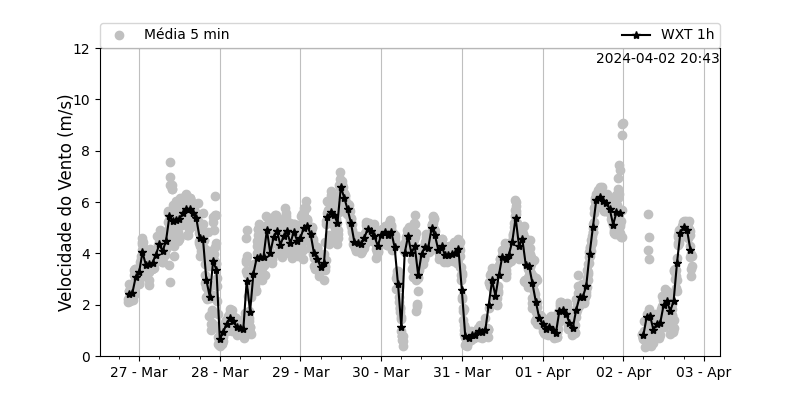 Média 5 min WXT 1h
2024-04-02 20:43
Velocidade do Vento (m/s)
12
10
8
6
4
2
0
27 - Mar 28 - Mar 29 - Mar 30 - Mar 31 - Mar 01 - Apr 02 - Apr 03 - Apr